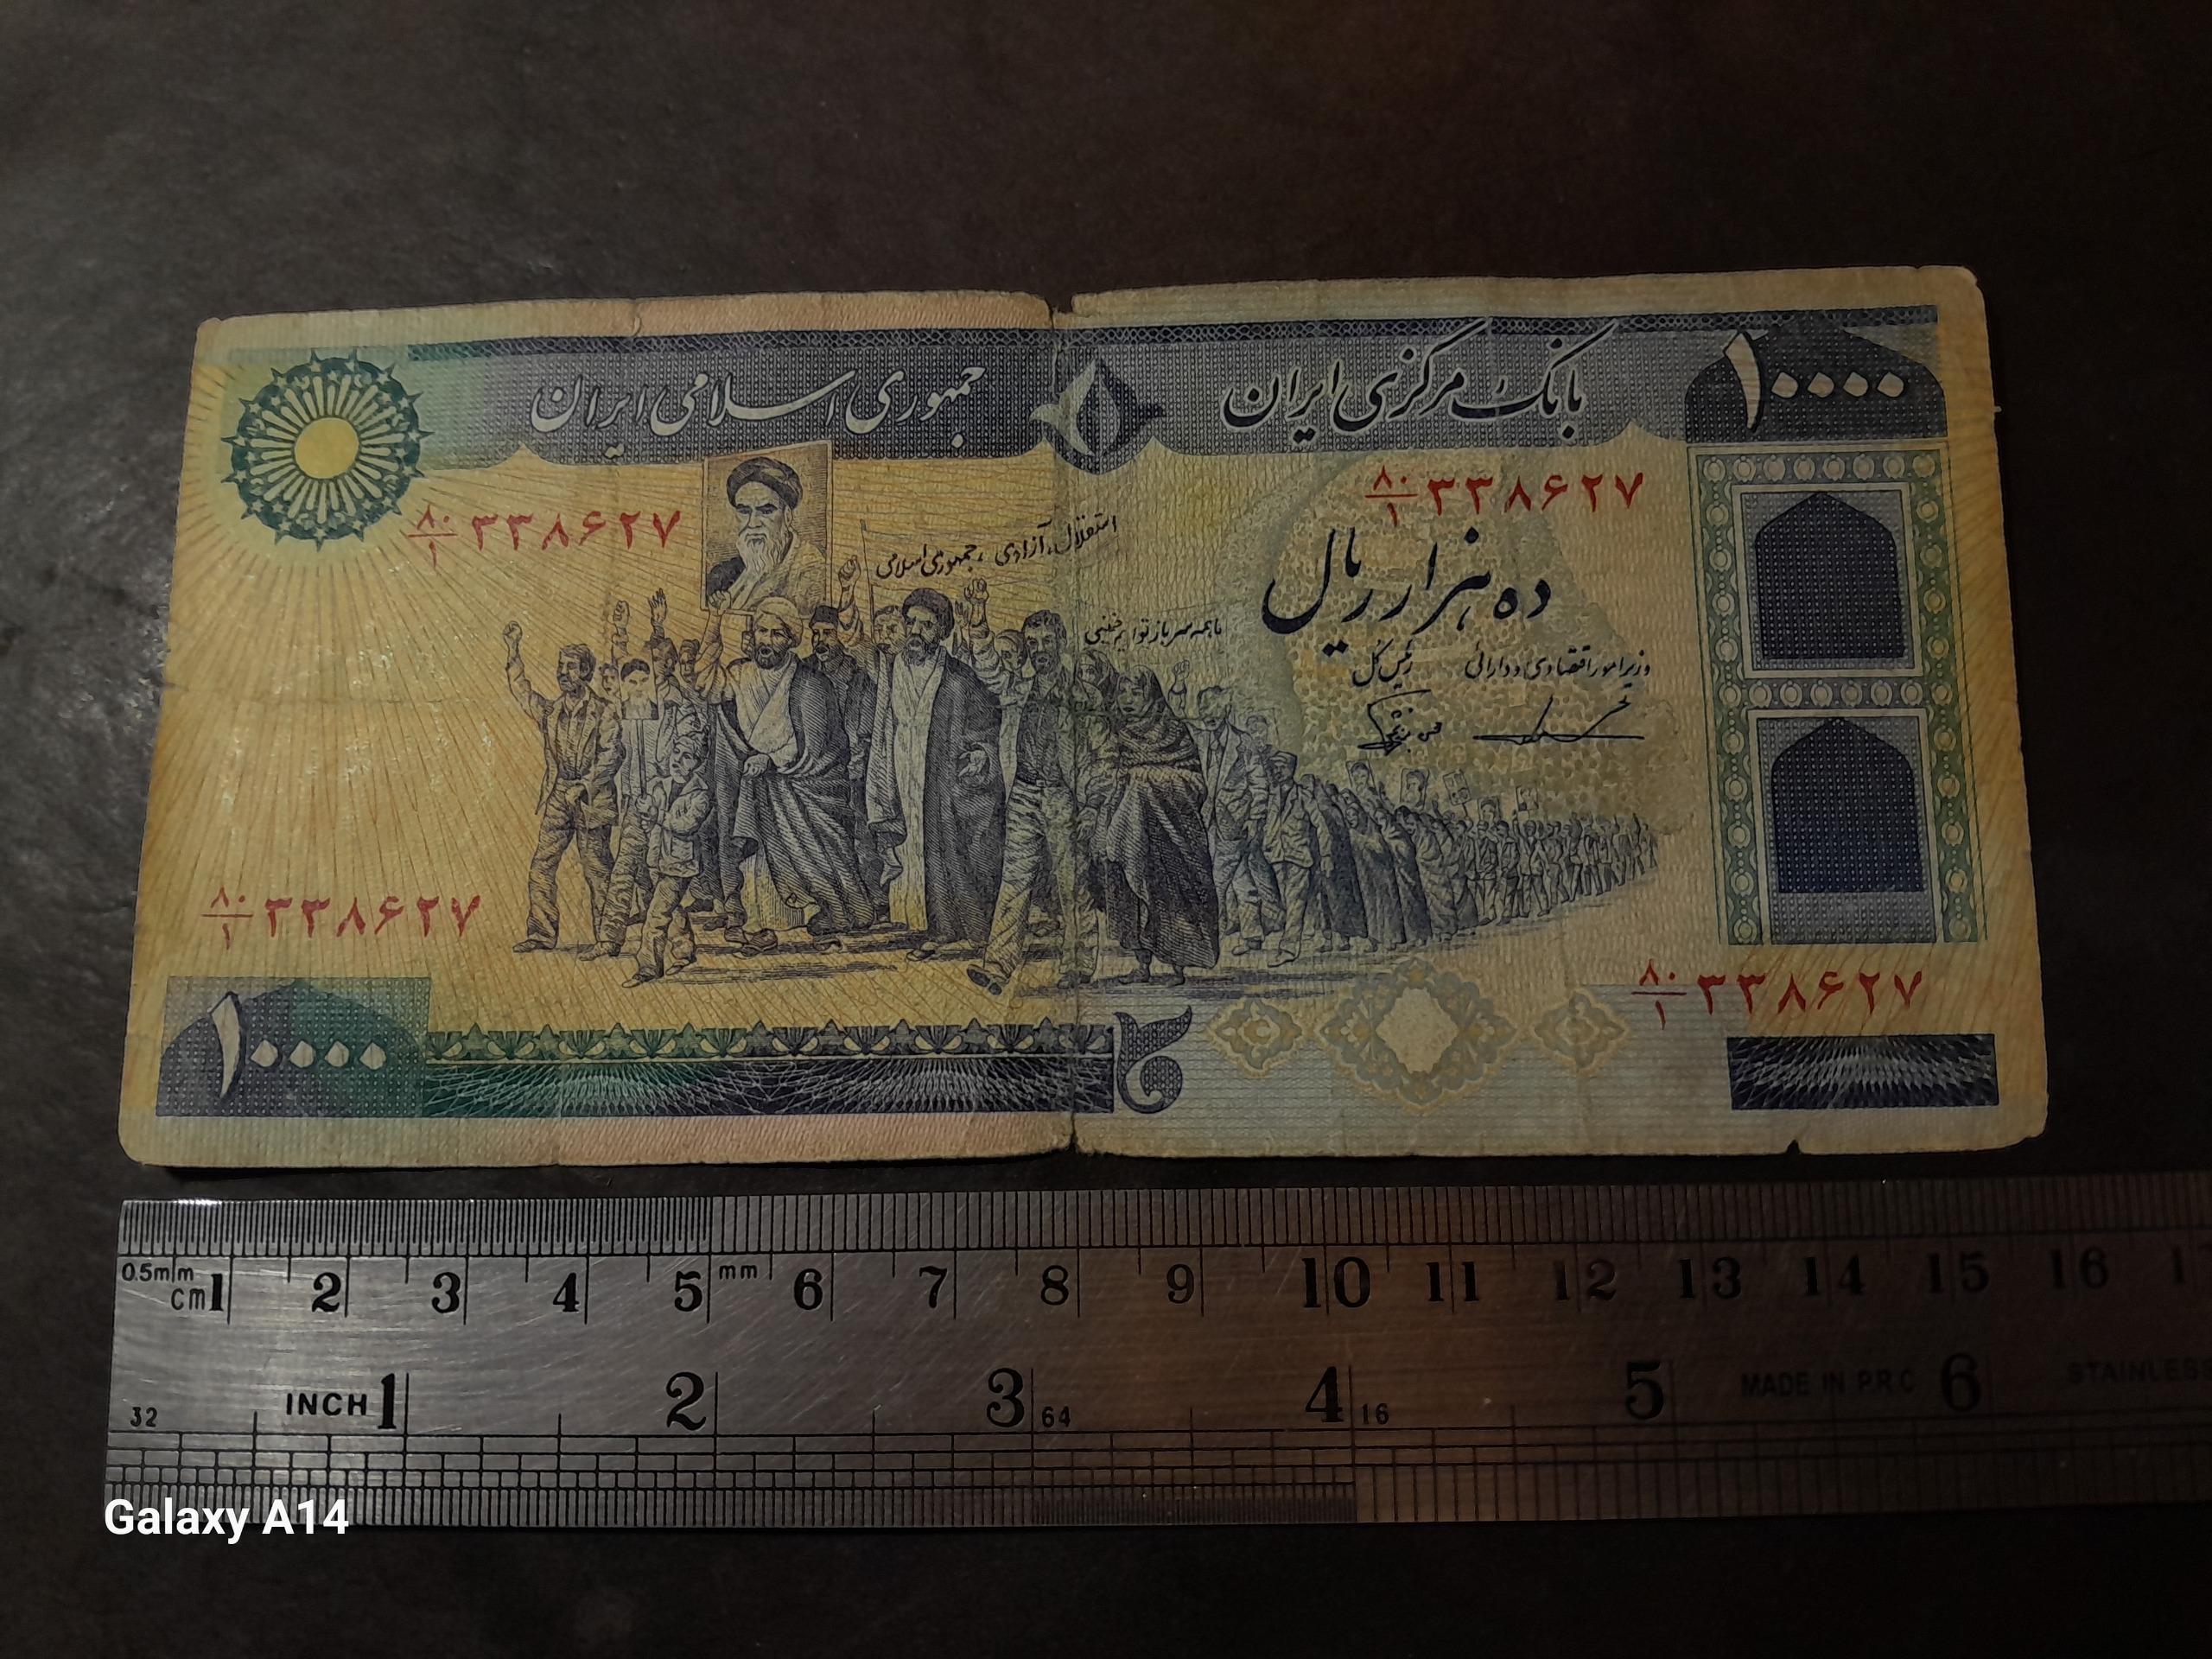 جمهوری اسلامی ایران
بانک مرکزی ایران
۱۰۰۰۰
۸۰/۱ ۳۳۸۶۲۷
۸۰/۱ ۳۳۸۶۲۷
استقلال، آزادی، جمهوری اسلامی
ده هزار ریال
ما همه سرباز توایم خمینی
وزیر امور اقتصادی و دارائی
رئیس کل
۸۰/۱ ۳۳۸۶۲۷
۸۰/۱ ۳۳۸۶۲۷
۱۰۰۰۰
0.5mm
cm 1 2 3 4 5 mm 6 7 8 9 10 11 12 13 14 15 16 1
INCH 1 2 3 4 5 MADE IN P.R.C 6 STAINLESS
32 64 16
Galaxy A14